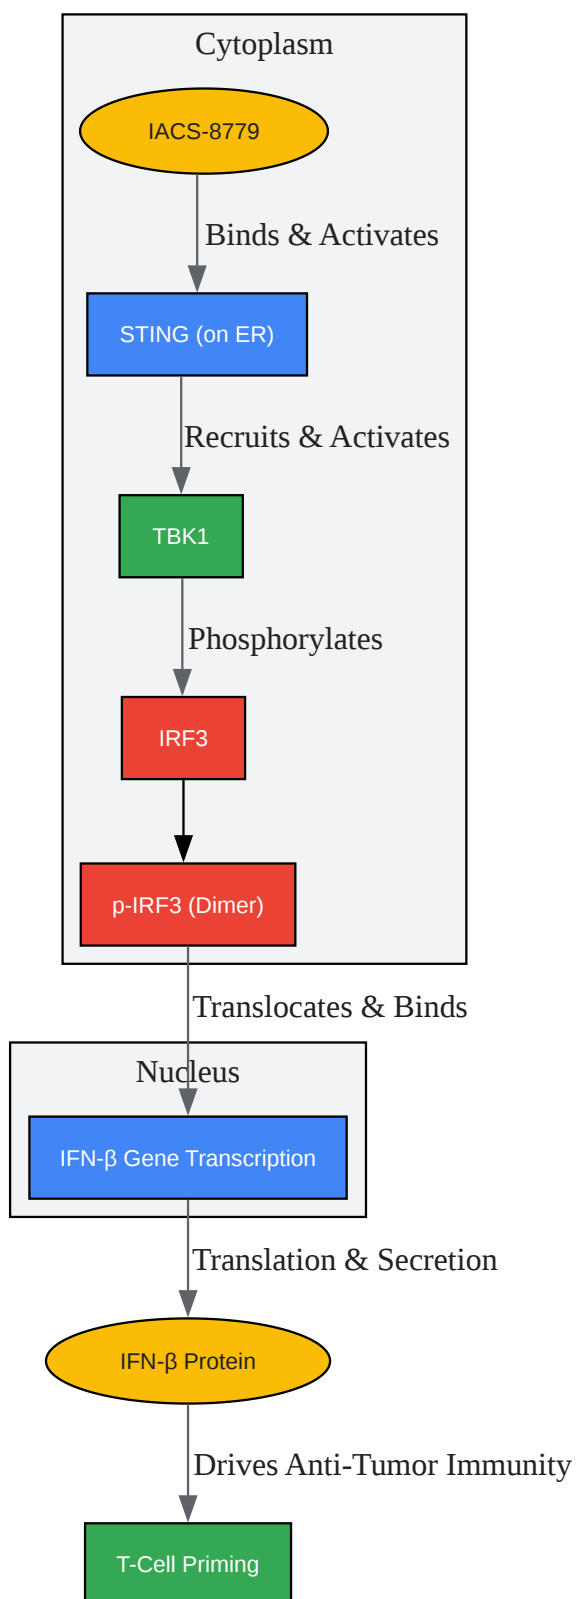 Cytoplasm
IACS-8779
Binds & Activates
STING (on ER)
Recruits & Activates
TBK1
Phosphorylates
IRF3
p-IRF3 (Dimer)
Translocates & Binds
Nucleus
IFN-β Gene Transcription
Translation & Secretion
IFN-β Protein
Drives Anti-Tumor Immunity
T-Cell Priming